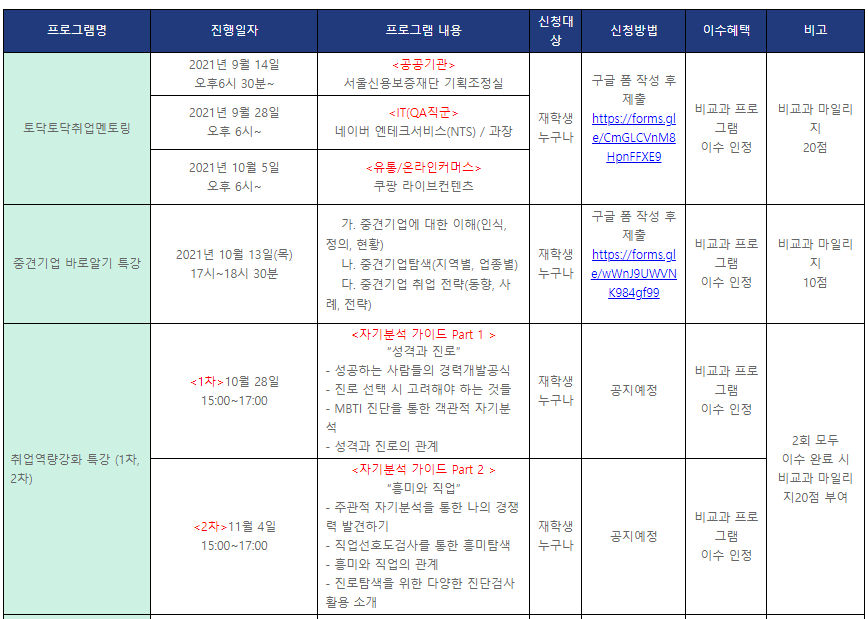 프로그램명 진행일자 프로그램 내용 신청대상 신청방법 이수혜택 비고
토닥토닥취업멘토링
2021년 9월 14일
오후6시 30분~
<공공기관>
서울신용보증재단 기획조정실
2021년 9월 28일
오후 6시~
<IT(QA직군>
네이버 엔테크서비스(NTS) / 과장
2021년 10월 5일
오후 6시~
<유통/온라인커머스>
쿠팡 라이브컨텐츠
재학생
누구나
구글 폼 작성 후
제출
https://forms.gl
e/CmGLCVnM8
HpnFFXE9
비교과 프로
그램
이수 인정
비교과 마일리
지
20점
중견기업 바로알기 특강
2021년 10월 13일(목)
17시~18시 30분
가. 중견기업에 대한 이해(인식,
정의, 현황)
나. 중견기업탐색(지역별, 업종별)
다. 중견기업 취업 전략(동향, 사
례, 전략)
재학생
누구나
구글 폼 작성 후
제출
https://forms.gl
e/wWnJ9UWVN
K984gf99
비교과 프로
그램
이수 인정
비교과 마일리
지
10점
취업역량강화 특강 (1차,
2차)
<1차>10월 28일
15:00~17:00
<자기분석 가이드 Part 1 >
"성격과 진로"
- 성공하는 사람들의 경력개발공식
- 진로 선택 시 고려해야 하는 것들
- MBTI 진단을 통한 객관적 자기분
석
- 성격과 진로의 관계
재학생
누구나
공지예정
비교과 프로
그램
이수 인정
<2차>11월 4일
15:00~17:00
<자기분석 가이드 Part 2 >
"흥미와 직업"
- 주관적 자기분석을 통한 나의 경쟁
력 발견하기
- 직업선호도검사를 통한 흥미탐색
- 흥미와 직업의 관계
- 진로탐색을 위한 다양한 진단검사
활용 소개
재학생
누구나
공지예정
비교과 프로
그램
이수 인정
2회 모두
이수 완료 시
비교과 마일리
지20점 부여